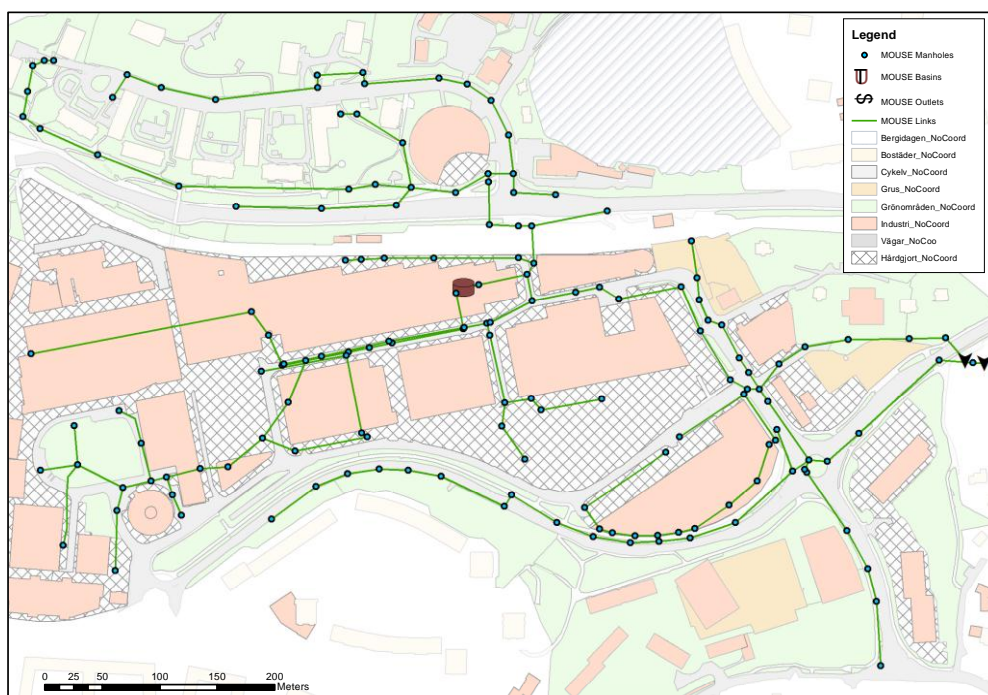 Legend
MOUSE Manholes
MOUSE Basins
MOUSE Outlets
MOUSE Links
Bergidagen_NoCoord
Bostäder_NoCoord
Cykelv_NoCoord
Grus_NoCoord
Grönområden_NoCoord
Industri_NoCoord
Vägar_NoCoo
Hårdgjort_NoCoord
0 25 50 100 150 200
Meters